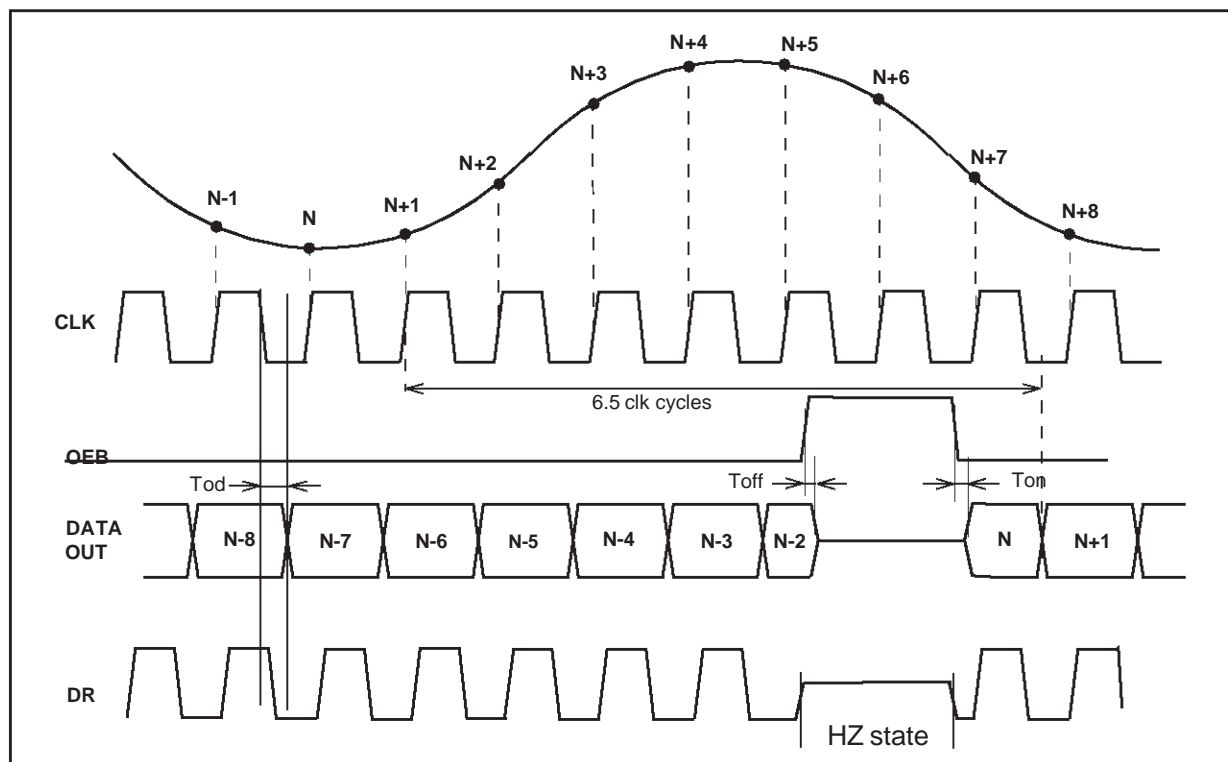 N+4
N+5
N+3
N+6
N+2
N+7
N-1
N
N+1
N+8
CLK
6.5 clk cycles
OEB
Tod
Toff
Ton
DATA
OUT
N-8
N-7
N-6
N-5
N-4
N-3
N-2
N
N+1
DR
HZ state